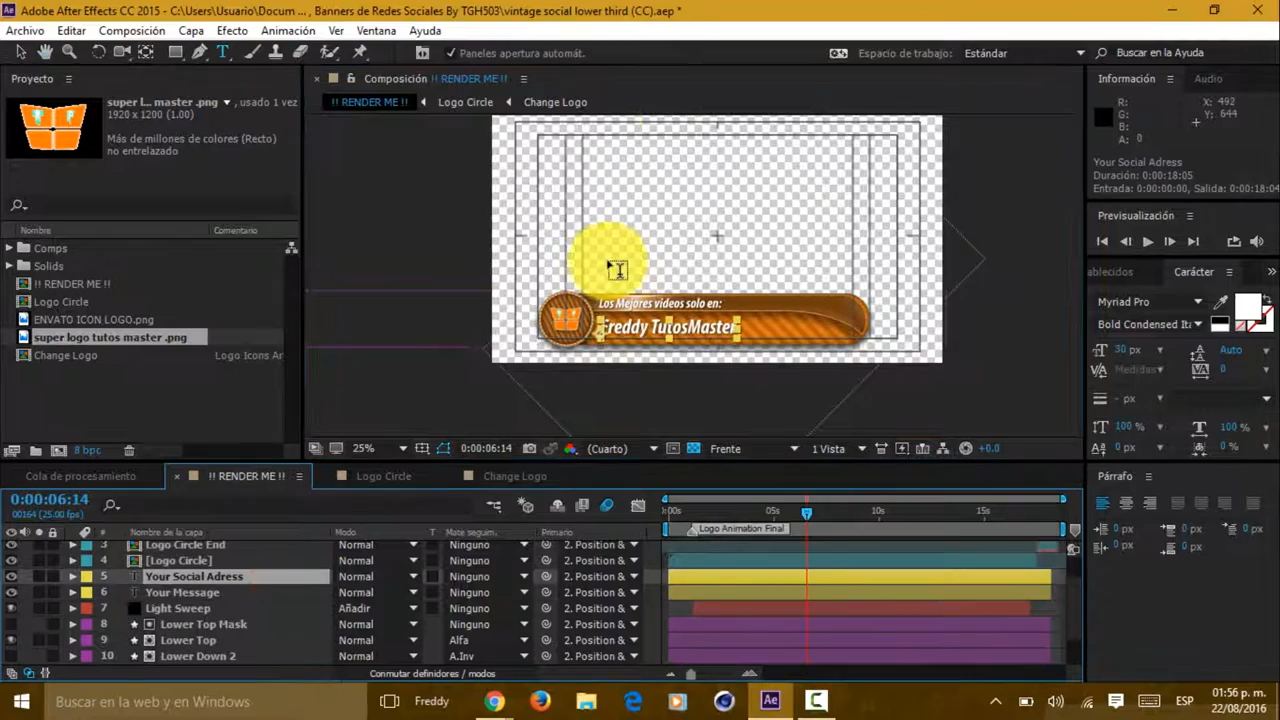 Adobe After Effects CC 2015 - C:\Users\Usuario\Docum ... , Banners de Redes Sociales By TGH503\vintage social lower third (CC).aep *
Archivo Editar Composición Capa Efecto Animación Ver Ventana Ayuda
Paneles apertura automát. Espacio de trabajo: Estándar Buscar en la Ayuda
Proyecto Composición !! RENDER ME !! Información Audio
super l... master .png , usado 1 vez
1920 x 1200 (1.00)
Más de millones de colores (Recto)
no entrelazado
!! RENDER ME !! Logo Circle Change Logo
R: X: 492
G: Y: 644
B:
A: 0
Your Social Adress
Duración: 0:00:18:05
Entrada: 0:00:00:00, Salida: 0:00:18:04
Previsualización
Nombre Comentario
Comps
Solids
!! RENDER ME !!
Logo Circle
ENVATO ICON LOGO.png
super logo tutos master .png
Change Logo Logo Icons Ar
Los Mejores videos solo en:
Freddy TutosMaster
ablecidos Carácter
Myriad Pro
Bold Condensed Ita
30 px Auto
Medidas 0
- px
100 % 100 %
0 px 0 %
8 bpc
25% 0:00:06:14 (Cuarto) Frente 1 Vista +0.0
Cola de procesamiento !! RENDER ME !! Logo Circle Change Logo
Párrafo
0 px 0 px 0 px
0 px 0 px
0:00:06:14
00164 (25.00 fps)
:00s 05s 10s 15s
# Nombre de la capa Modo T Mate seguim. Primario
Logo Animation Final
3 Logo Circle End Normal Ninguno 2. Position &
4 [Logo Circle] Normal Ninguno 2. Position &
5 T Your Social Adress Normal Ninguno 2. Position &
6 T Your Message Normal Ninguno 2. Position &
7 Light Sweep Añadir Ninguno 2. Position &
8 Lower Top Mask Normal Ninguno 2. Position &
9 Lower Top Normal Alfa 2. Position &
10 Lower Down 2 Normal A.Inv 2. Position &
Conmutar definidores / modos
Buscar en la web y en Windows Freddy Ae ESP 01:56 p. m.
22/08/2016